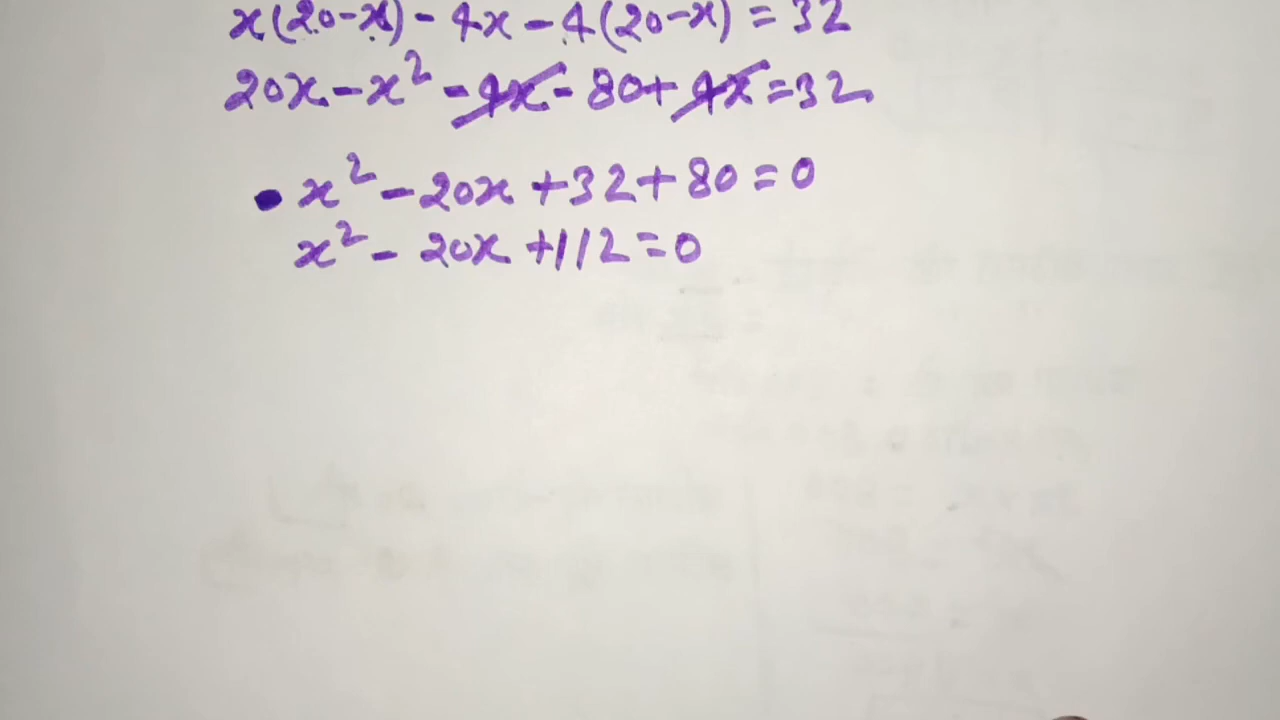 x(20-x) - 4x - 4(20-x) = 32
20x - x² - 4x - 80 + 4x = 32
• x² - 20x + 32 + 80 = 0
x² - 20x + 112 = 0